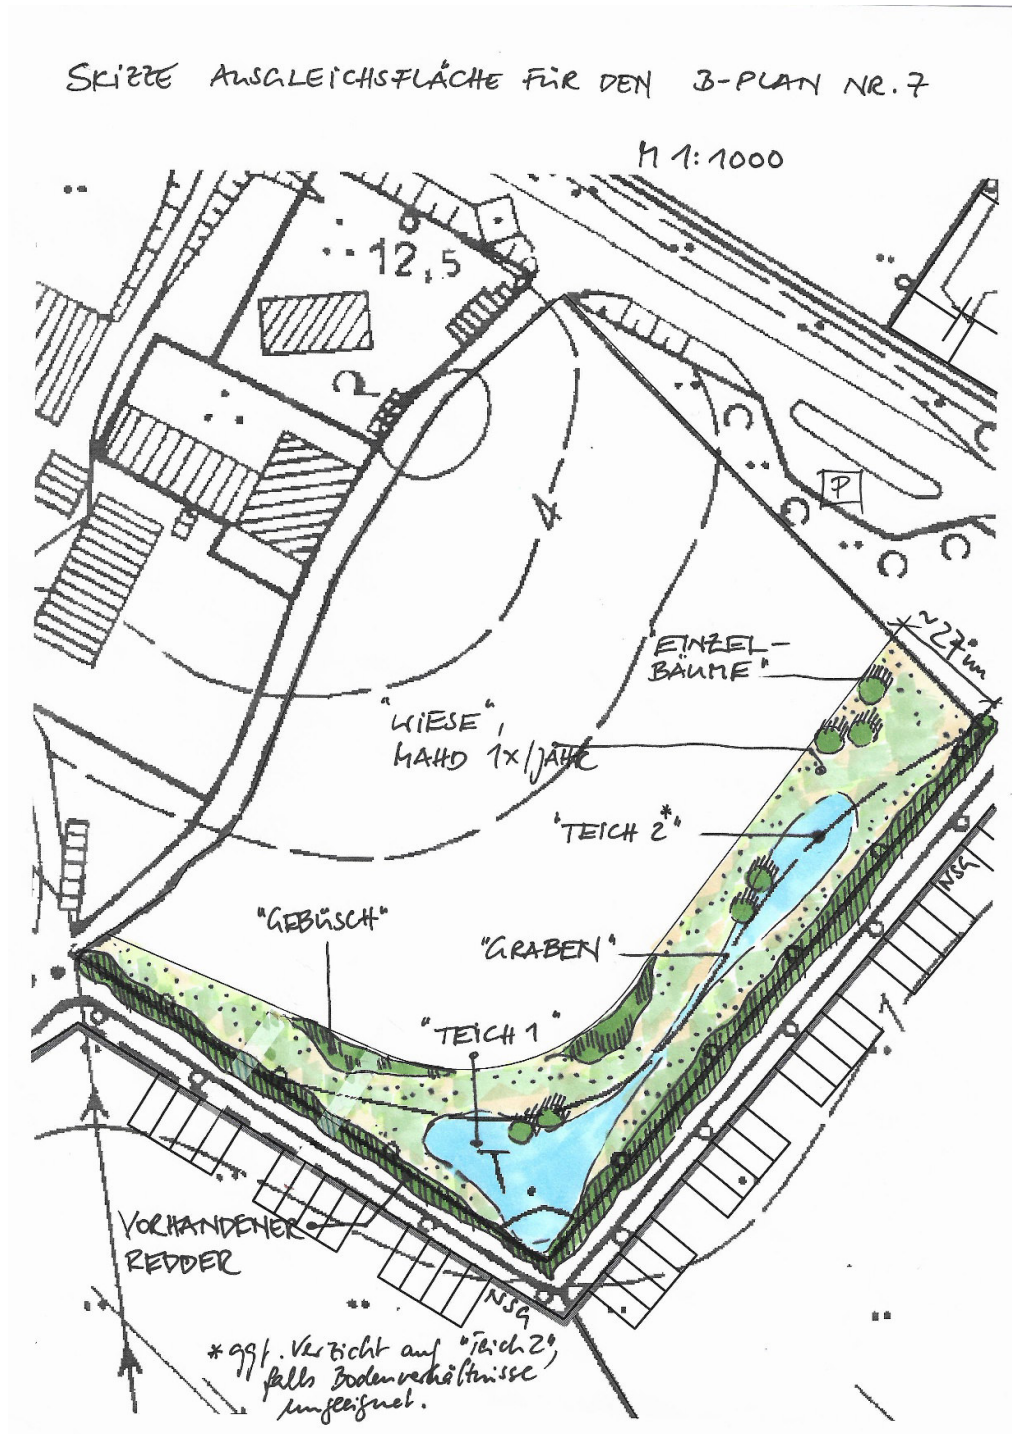 SKIZZE AUSGLEICHSFLÄCHE FÜR DEN B-PLAN NR. 7
M 1:1000
12,5
P
4
~27m
"EINZEL-
BÄUME"
"WIESE",
MAHD 1x/JAHR
"TEICH 2*"
NSG
"GEBÜSCH"
"GRABEN"
"TEICH 1"
VORHANDENER
REDDER
NSG
* ggf. Verzicht auf "Teich 2",
falls Bodenverhältnisse
ungeeignet.